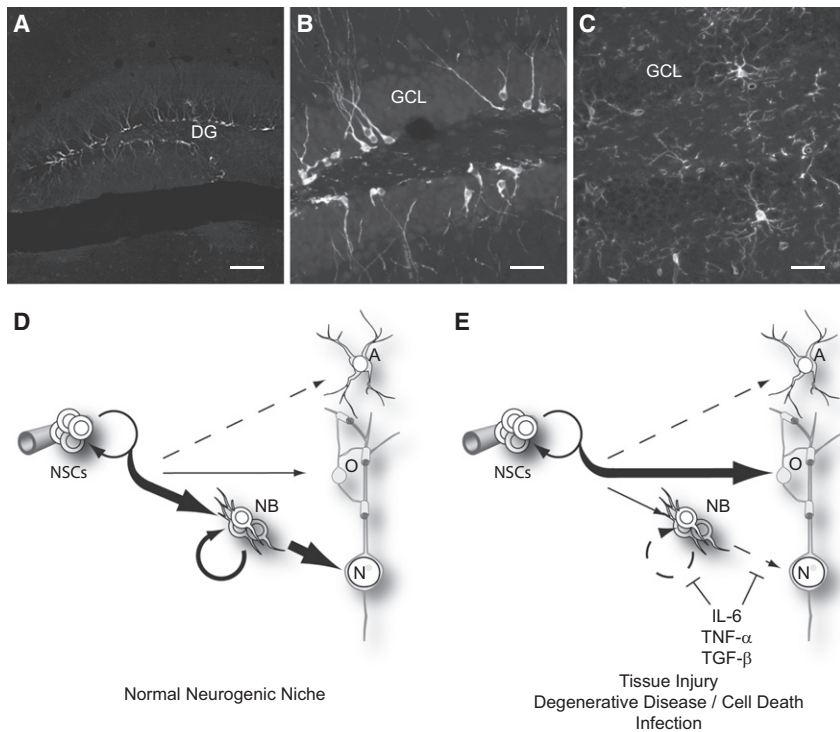 A
DG
B
GCL
C
GCL
D
A
NSCs
O
NB
N
Normal Neurogenic Niche
E
A
NSCs
O
NB
N
IL-6
TNF-α
TGF-β
Tissue Injury
Degenerative Disease / Cell Death
Infection